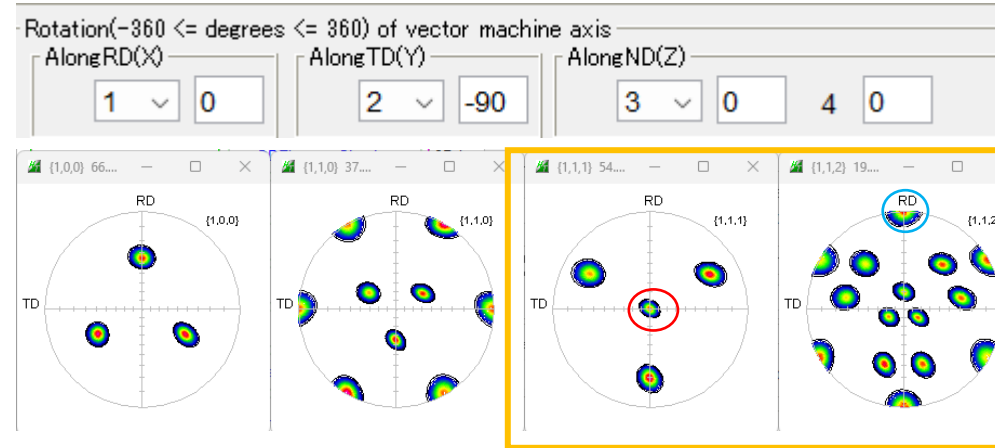 Rotation(-360 <= degrees <= 360) of vector machine axis
AlongRD(X) AlongTD(Y) AlongND(Z)
1 0 2 -90 3 0 4 0
{1,0,0} 66.... {1,1,0} 37.... {1,1,1} 54.... {1,1,2} 19....
RD RD RD RD
{1,0,0} {1,1,0} {1,1,1} {1,1,2
TD TD TD TD